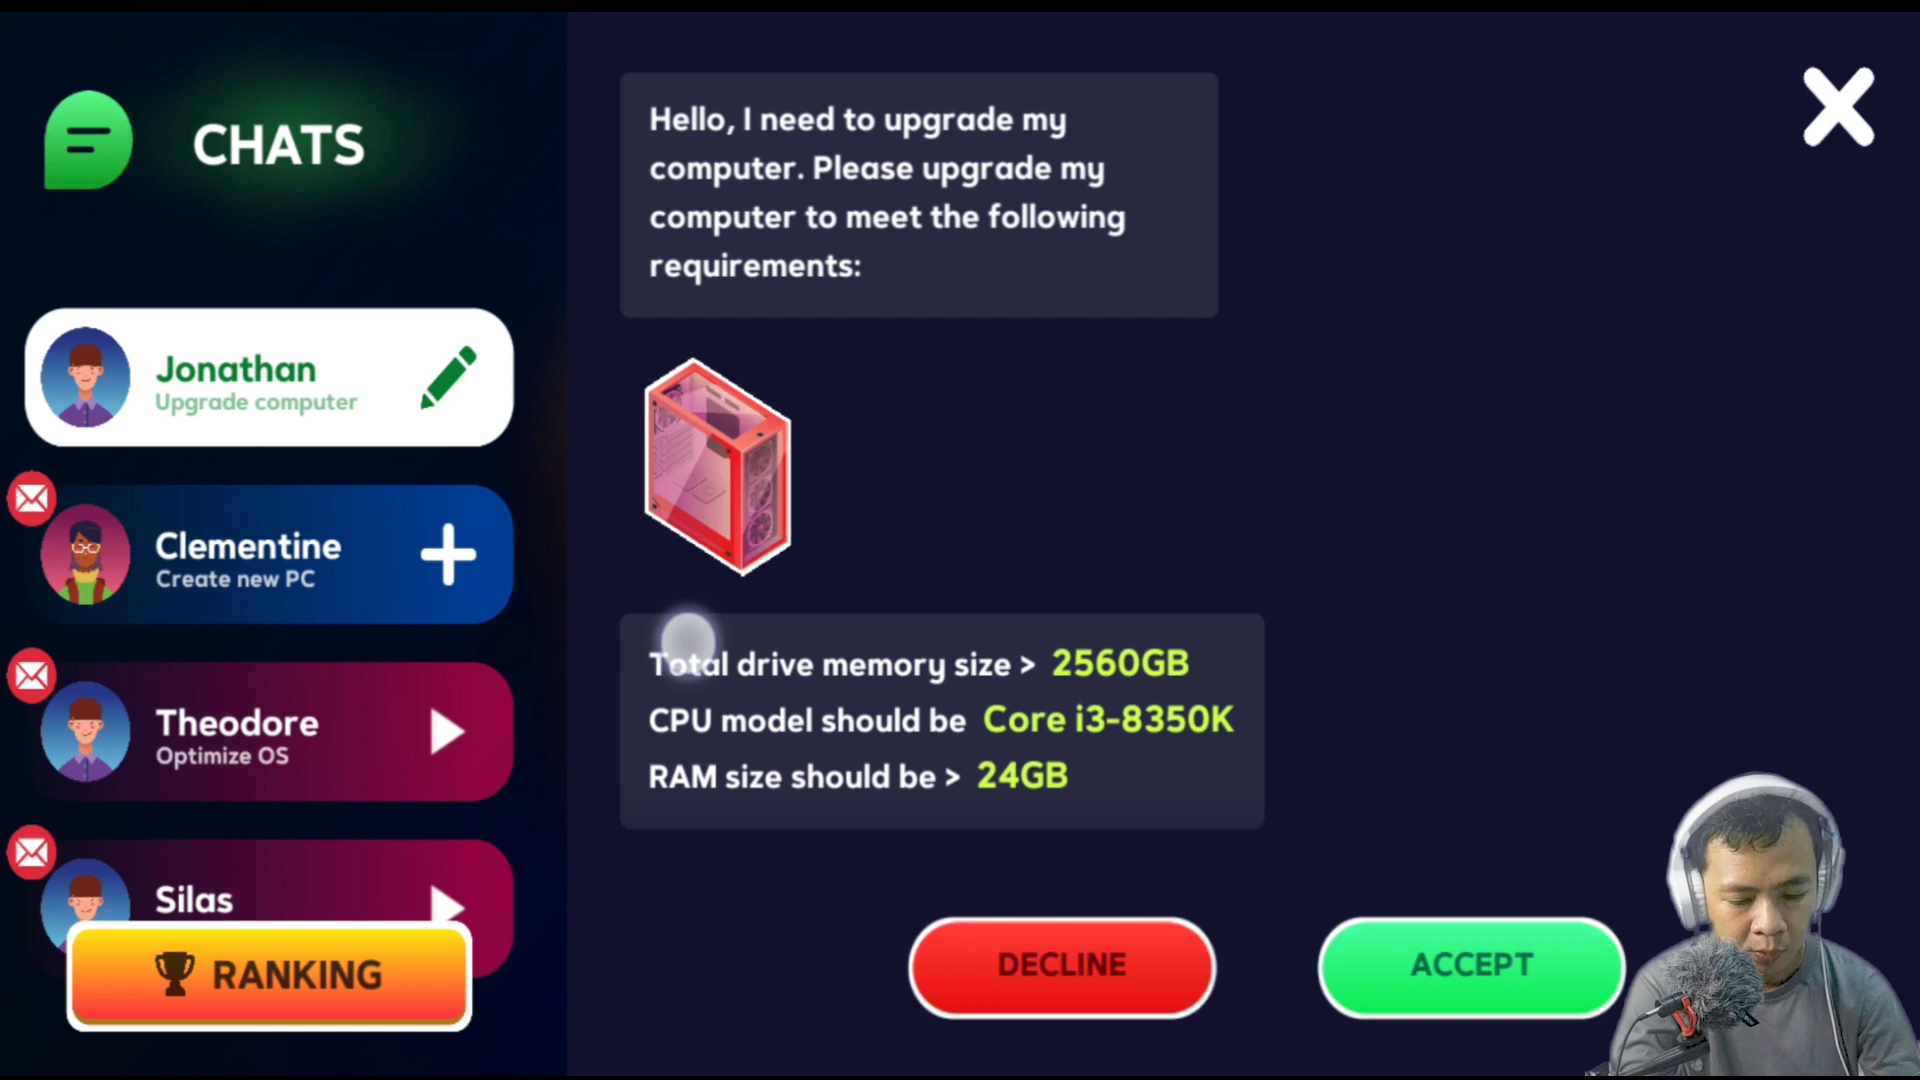 CHATS
Jonathan
Upgrade computer
Clementine
Create new PC
Theodore
Optimize OS
Silas
RANKING
Hello, I need to upgrade my
computer. Please upgrade my
computer to meet the following
requirements:
Total drive memory size > 2560GB
CPU model should be Core i3-8350K
RAM size should be > 24GB
DECLINE
ACCEPT